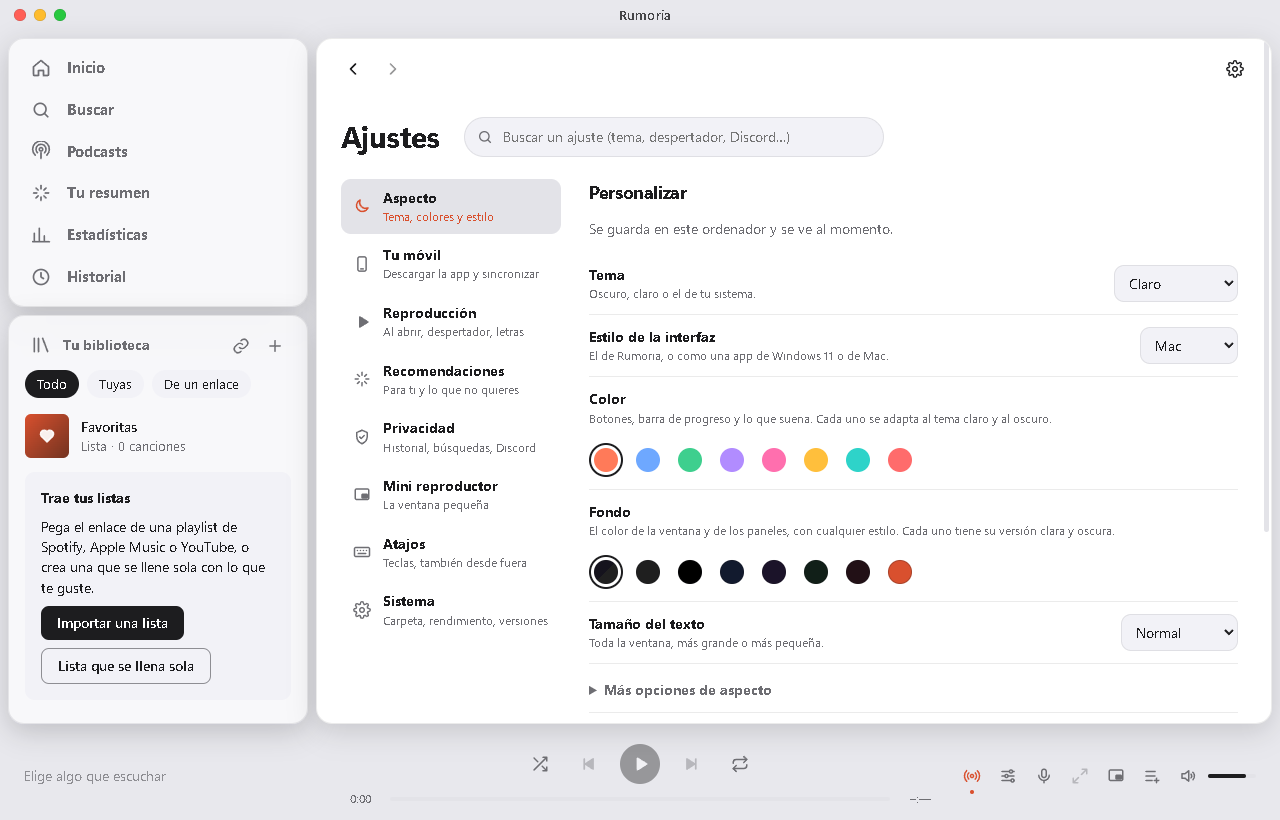 Rumoria
Inicio
Buscar
Podcasts
Tu resumen
Estadísticas
Historial
Tu biblioteca
Todo
Tuyas
De un enlace
Favoritas
Lista · 0 canciones
Trae tus listas
Pega el enlace de una playlist de
Spotify, Apple Music o YouTube, o
crea una que se llene sola con lo que
te guste.
Importar una lista
Lista que se llena sola
Ajustes
Buscar un ajuste (tema, despertador, Discord…)
Aspecto
Tema, colores y estilo
Tu móvil
Descargar la app y sincronizar
Reproducción
Al abrir, despertador, letras
Recomendaciones
Para ti y lo que no quieres
Privacidad
Historial, búsquedas, Discord
Mini reproductor
La ventana pequeña
Atajos
Teclas, también desde fuera
Sistema
Carpeta, rendimiento, versiones
Personalizar
Se guarda en este ordenador y se ve al momento.
Tema
Oscuro, claro o el de tu sistema.
Claro
Estilo de la interfaz
El de Rumoria, o como una app de Windows 11 o de Mac.
Mac
Color
Botones, barra de progreso y lo que suena. Cada uno se adapta al tema claro y al oscuro.
Fondo
El color de la ventana y de los paneles, con cualquier estilo. Cada uno tiene su versión clara y oscura.
Tamaño del texto
Toda la ventana, más grande o más pequeña.
Normal
Más opciones de aspecto
Elige algo que escuchar
0:00
–:––